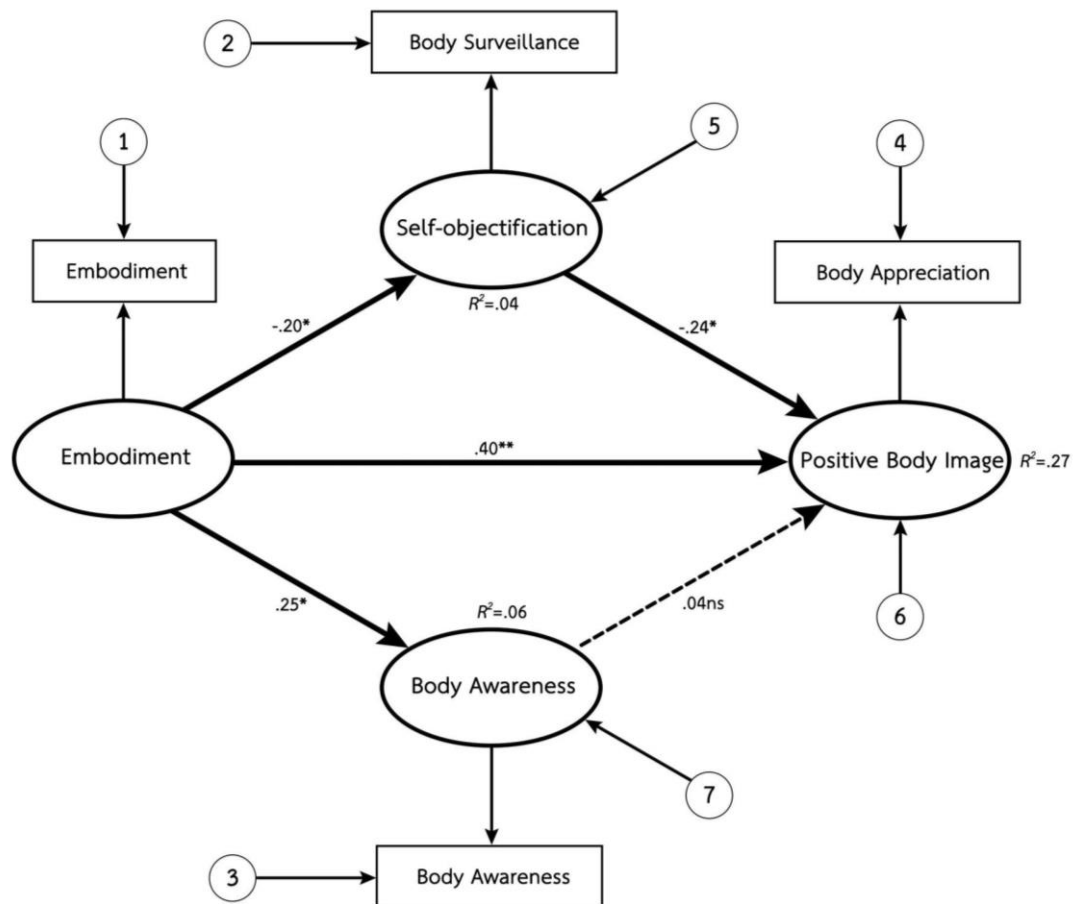 2
Body Surveillance
1
5
4
Self-objectification
Embodiment
Body Appreciation
R²=.04
-.20*
-.24*
.40**
Embodiment
Positive Body Image
R²=.27
.25*
R²=.06
.04ns
6
Body Awareness
7
3
Body Awareness